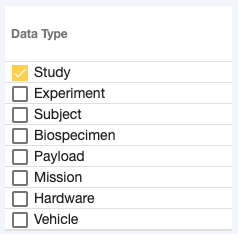 Data Type
Study
Experiment
Subject
Biospecimen
Payload
Mission
Hardware
Vehicle